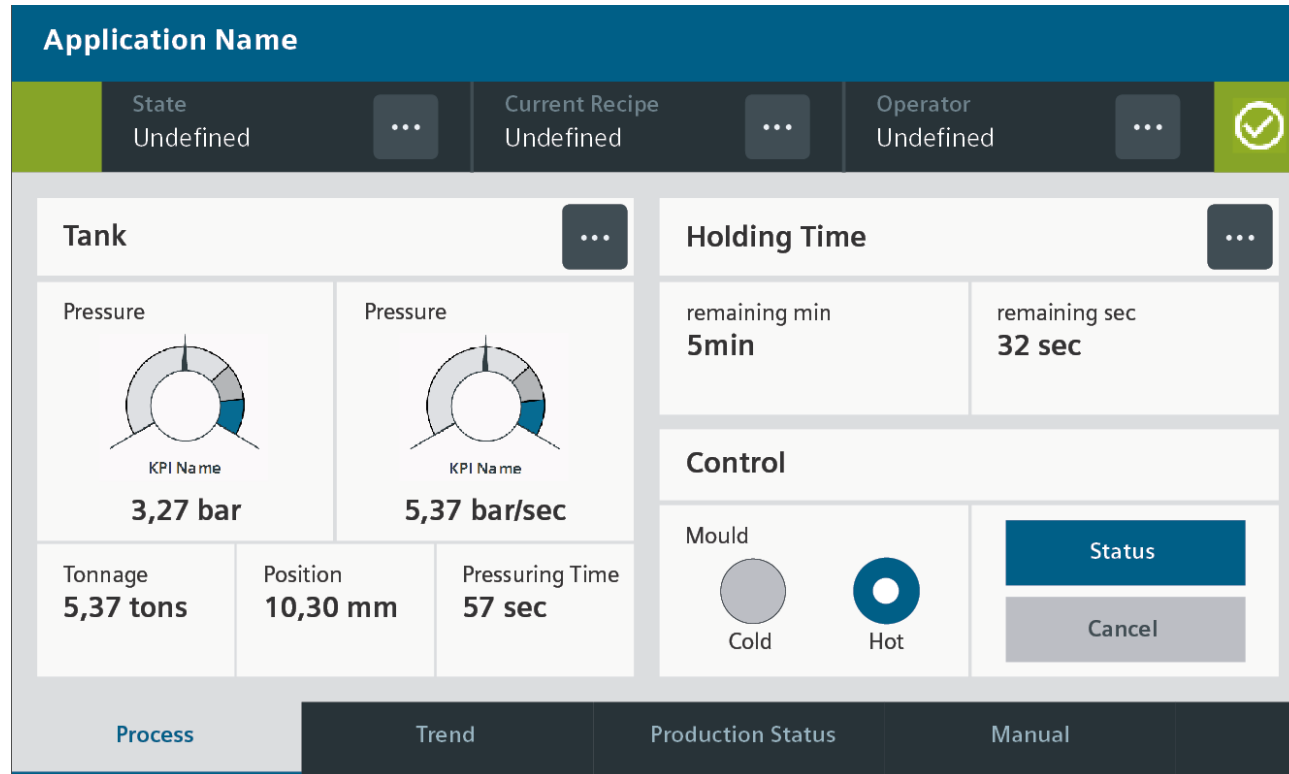 Application Name
State
Undefined
...
Current Recipe
Undefined
...
Operator
Undefined
...
Tank
...
Pressure
KPI Name
3,27 bar
Pressure
KPI Name
5,37 bar/sec
Tonnage
5,37 tons
Position
10,30 mm
Pressuring Time
57 sec
Holding Time
...
remaining min
5min
remaining sec
32 sec
Control
Mould
Cold
Hot
Status
Cancel
Process
Trend
Production Status
Manual